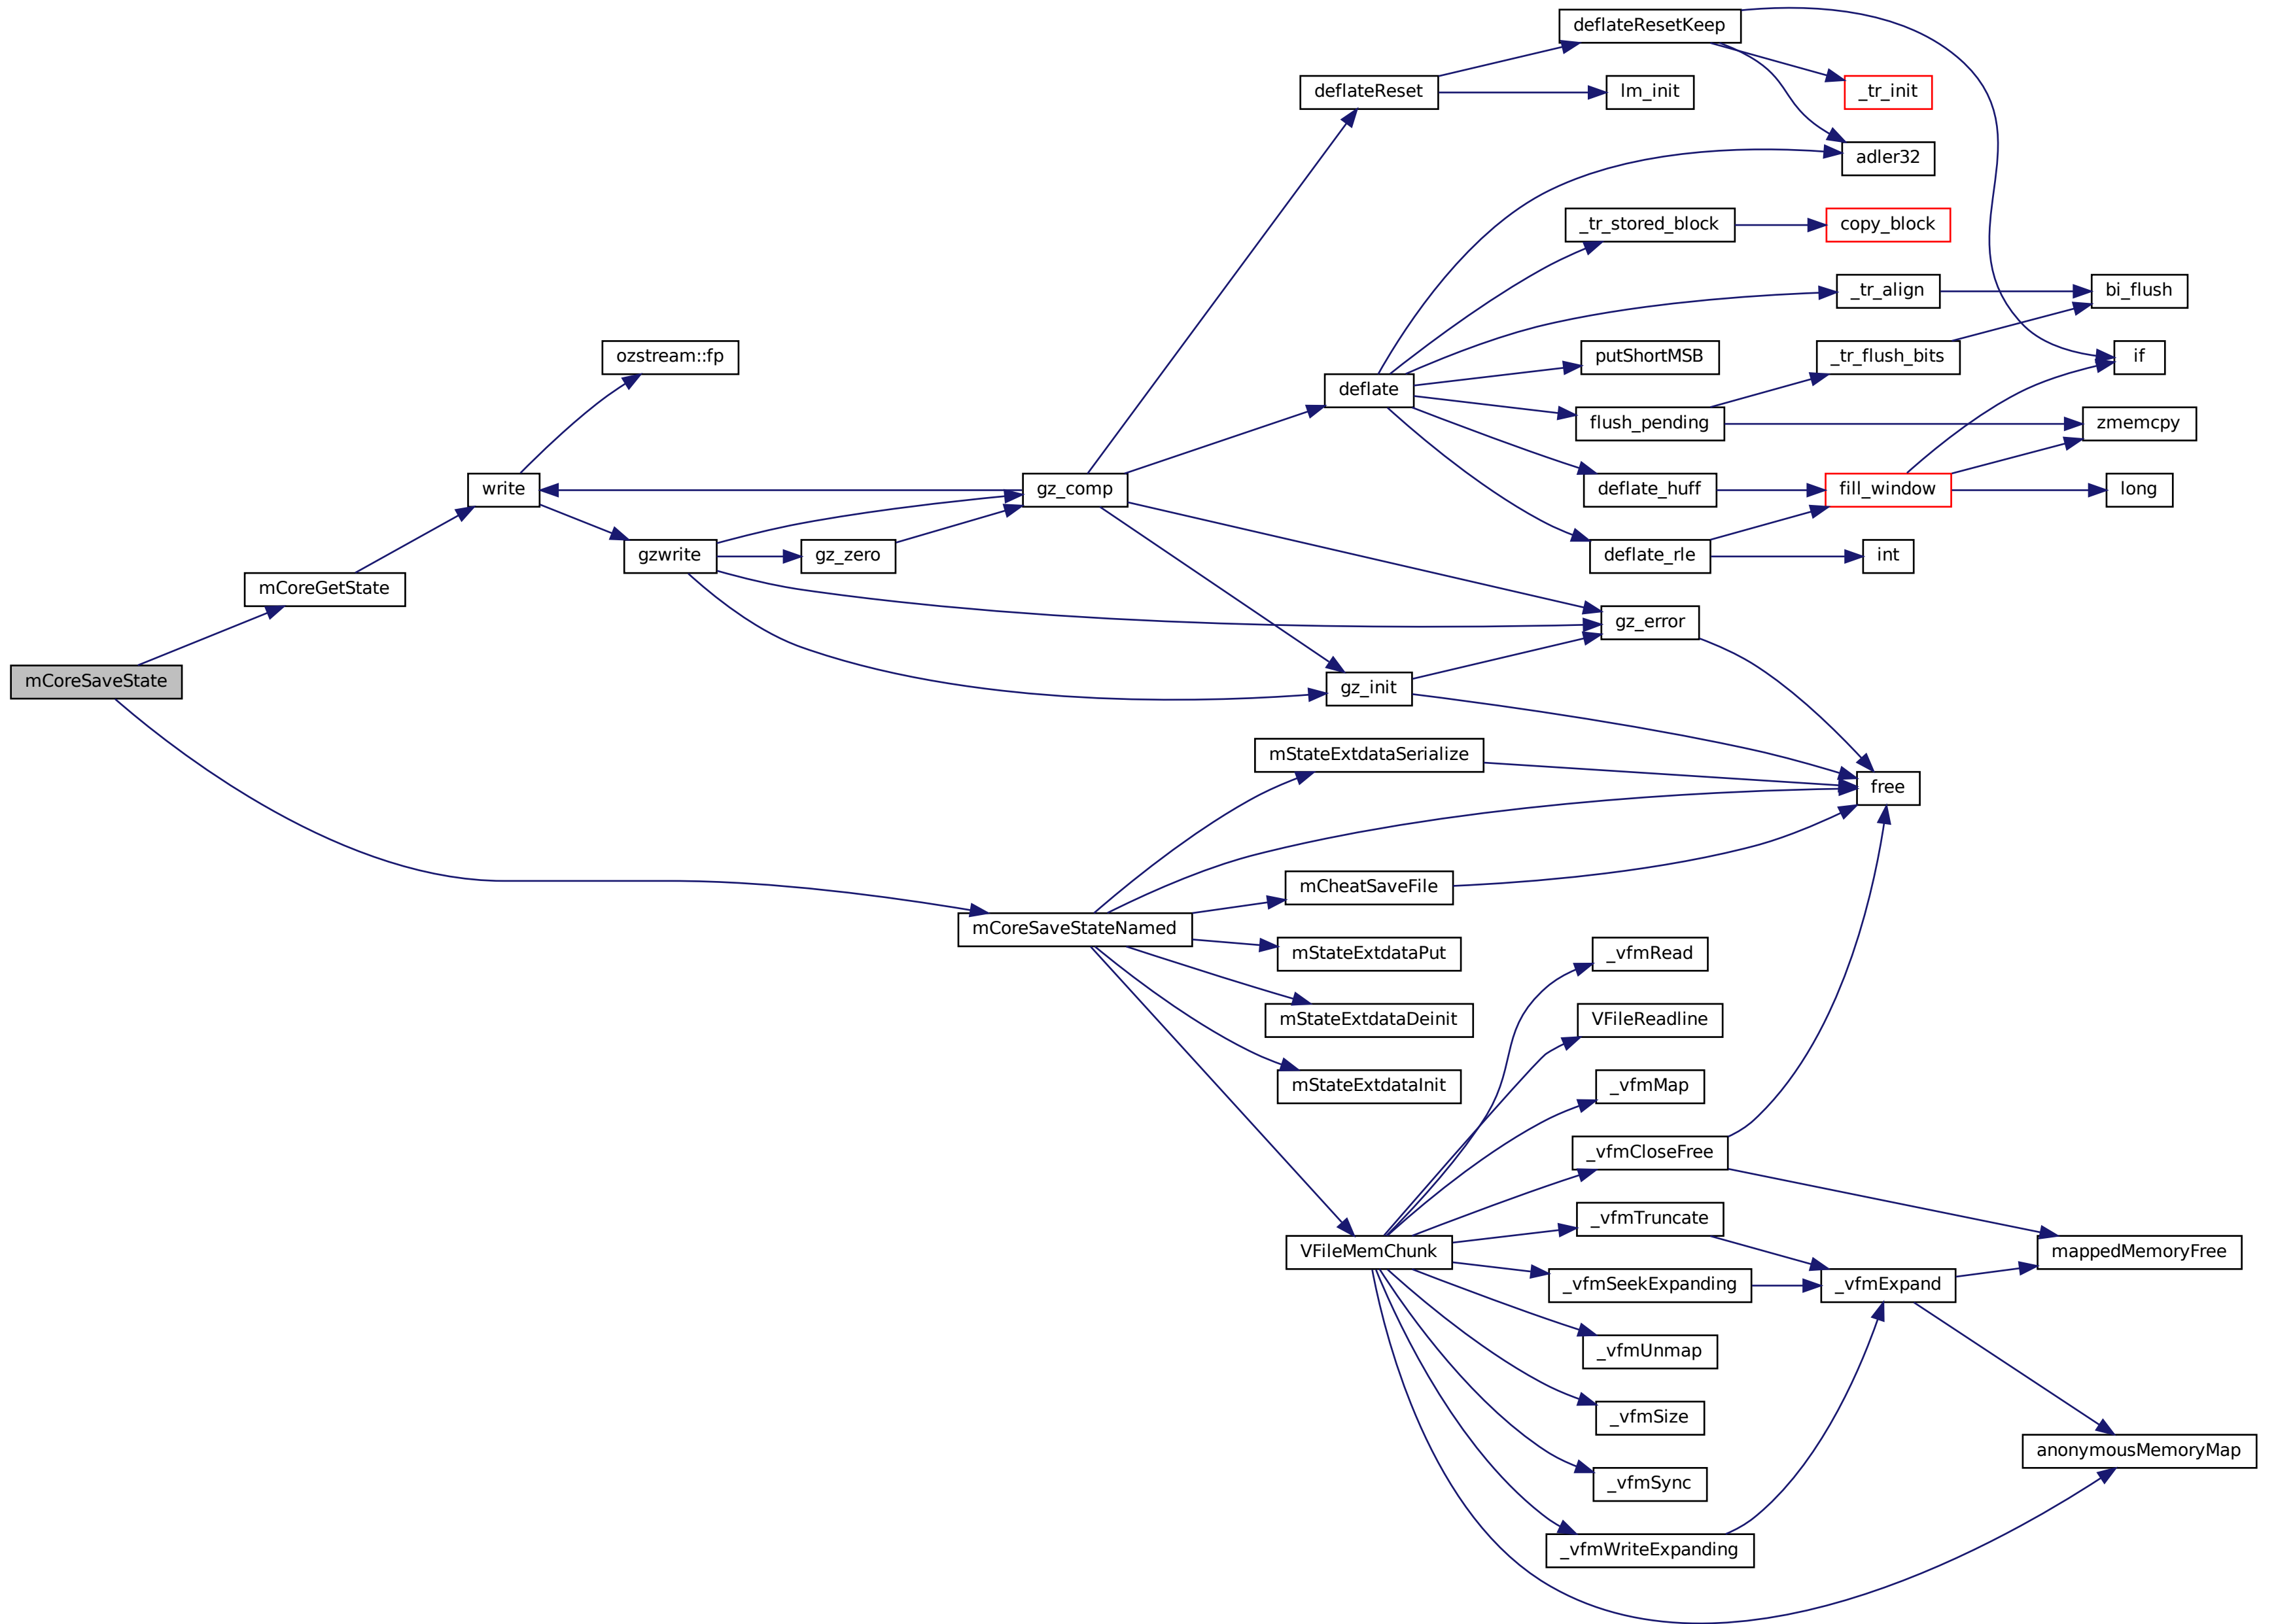 mCoreSaveState
mCoreGetState
write
ozstream::fp
gzwrite
gz_zero
gz_comp
deflateReset
deflateResetKeep
lm_init
_tr_init
adler32
deflate
_tr_stored_block
copy_block
_tr_align
bi_flush
putShortMSB
_tr_flush_bits
if
flush_pending
zmemcpy
deflate_huff
fill_window
long
deflate_rle
int
gz_error
gz_init
free
mCoreSaveStateNamed
mStateExtdataSerialize
mCheatSaveFile
mStateExtdataPut
mStateExtdataDeinit
mStateExtdataInit
VFileMemChunk
_vfmRead
VFileReadline
_vfmMap
_vfmCloseFree
_vfmTruncate
_vfmSeekExpanding
_vfmExpand
mappedMemoryFree
_vfmUnmap
_vfmSize
_vfmSync
_vfmWriteExpanding
anonymousMemoryMap